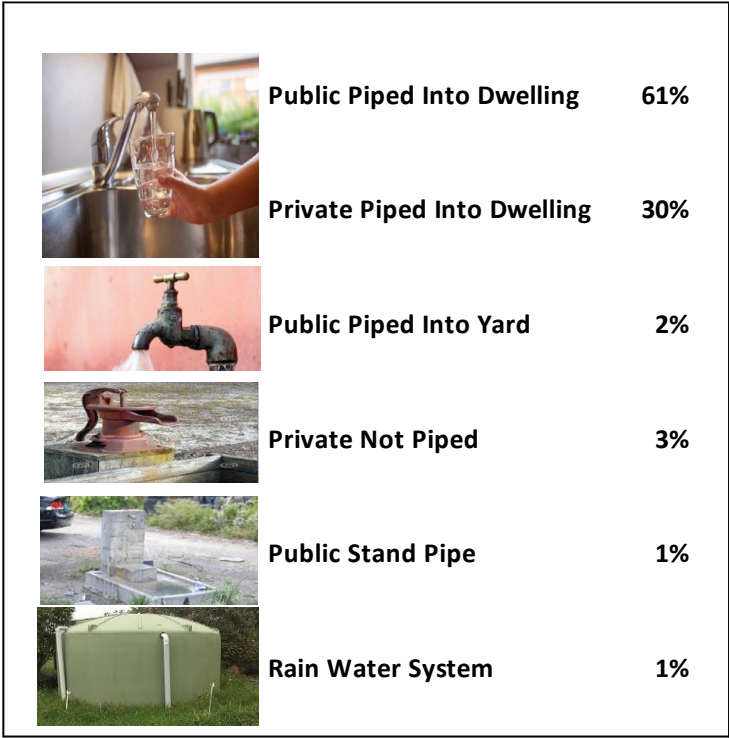 Public Piped Into Dwelling 61%
Private Piped Into Dwelling 30%
Public Piped Into Yard 2%
Private Not Piped 3%
Public Stand Pipe 1%
Rain Water System 1%